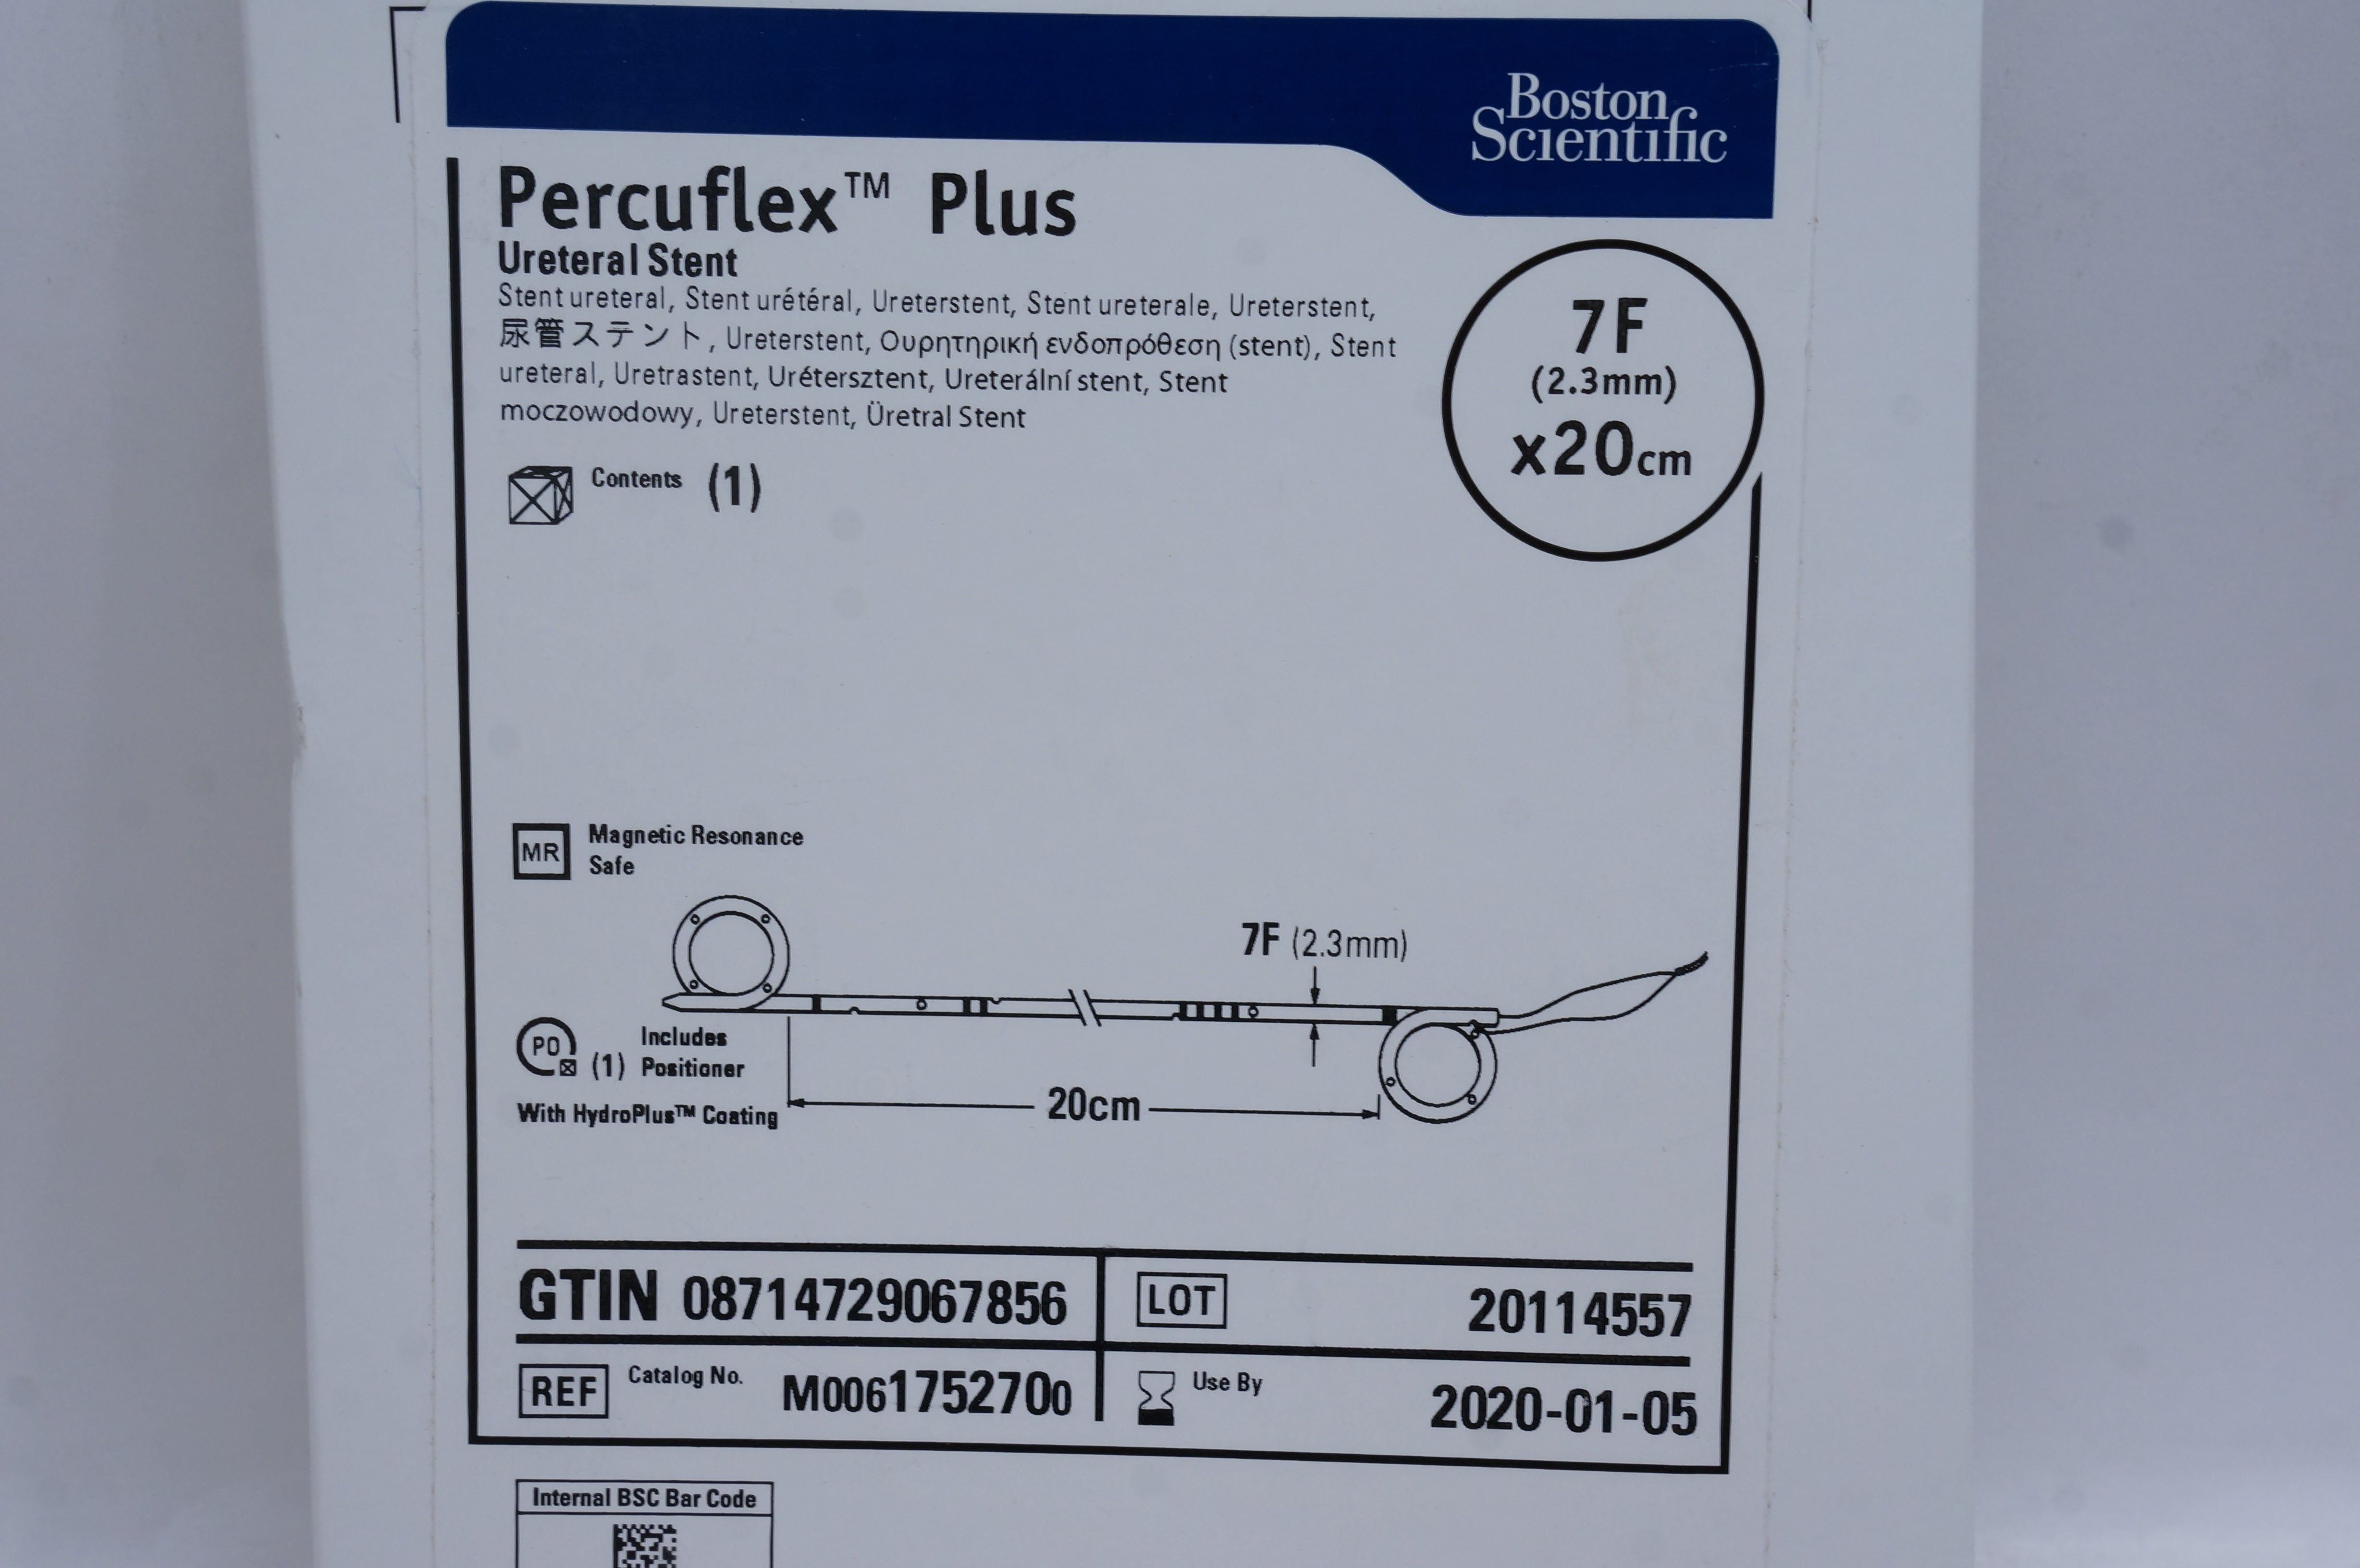 Boston
Scientific
Percuflex™ Plus
Ureteral Stent
Stent ureteral, Stent urétéral, Ureterstent, Stent ureterale, Ureterstent,
尿管ステント, Ureterstent, Ουρητηρική ενδοπρόθεση (stent), Stent
ureteral, Uretrastent, Urétersztent, Ureterální stent, Stent
moczowodowy, Ureterstent, Üretral Stent
7F
(2.3mm)
x20cm
Contents (1)
MR Magnetic Resonance
Safe
7F (2.3mm)
PO (1) Includes
Positioner
20cm
With HydroPlus™ Coating
GTIN 08714729067856
LOT 20114557
REF Catalog No. M0061752700
Use By 2020-01-05
Internal BSC Bar Code